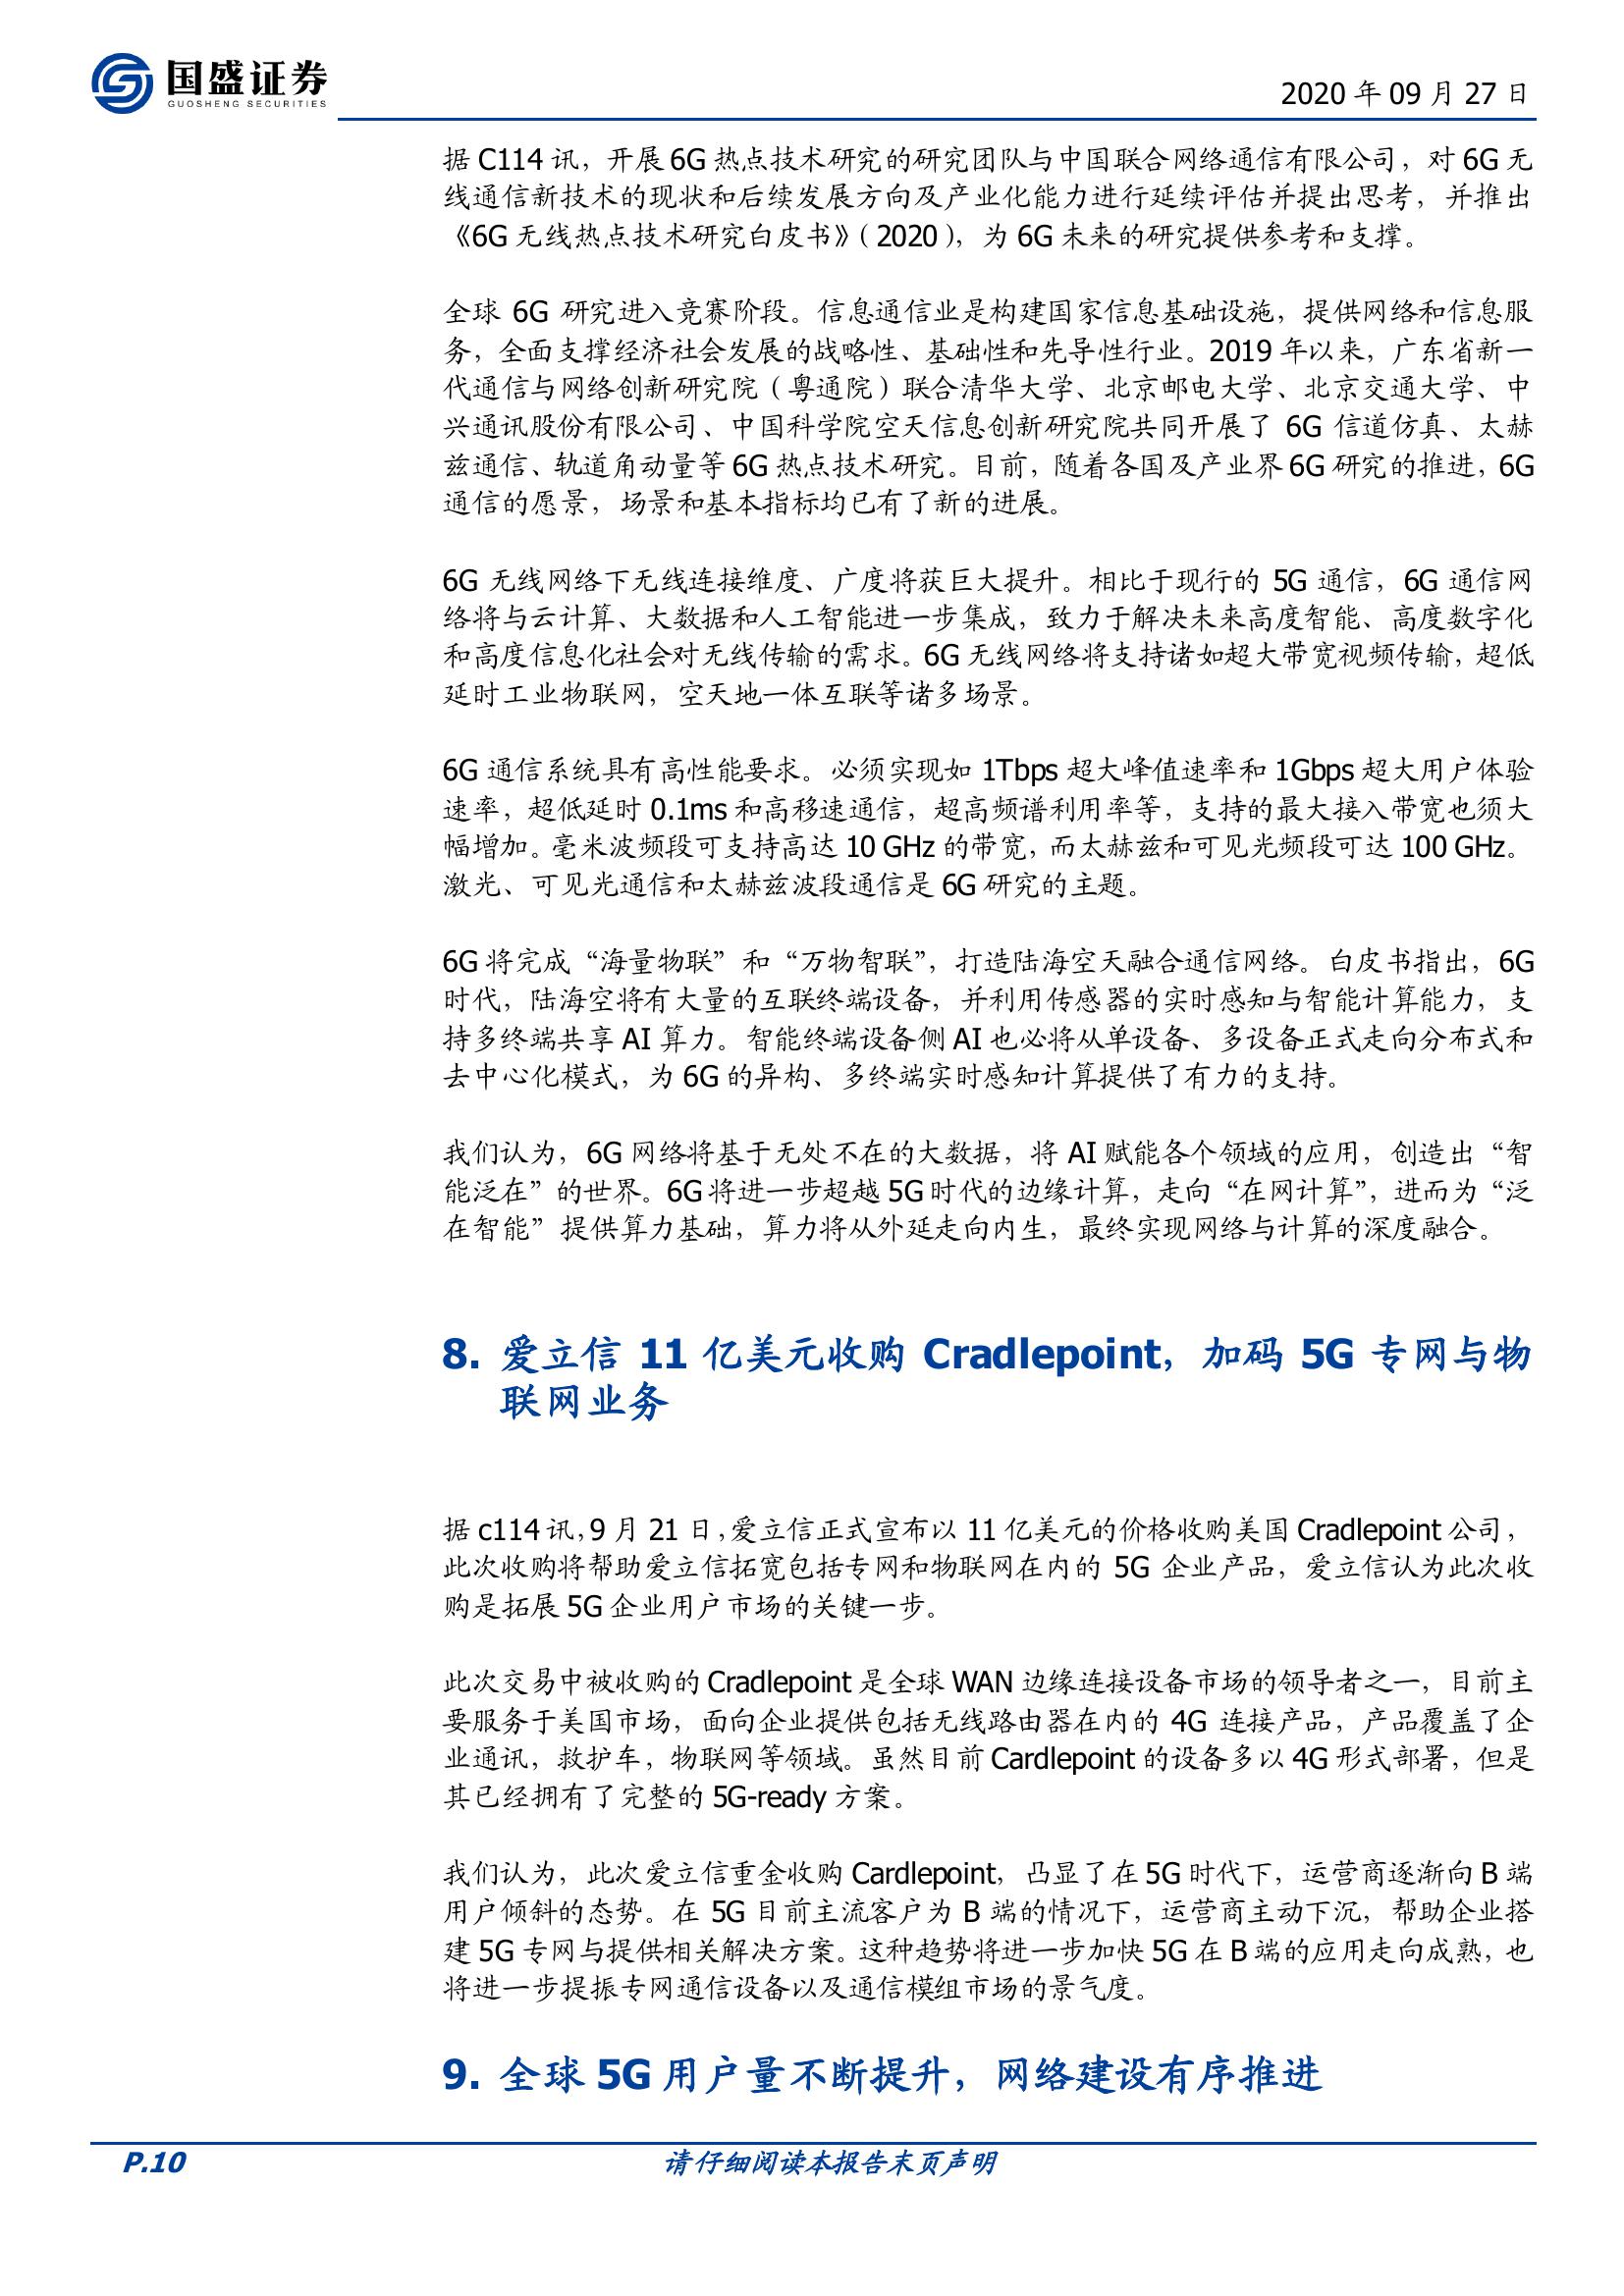 国盛证券
GUOSHENG SECURITIES
2020 年 09 月 27 日
据 C114 讯，开展 6G 热点技术研究的研究团队与中国联合网络通信有限公司，对 6G 无
线通信新技术的现状和后续发展方向及产业化能力进行延续评估并提出思考，并推出
《6G 无线热点技术研究白皮书》（2020），为 6G 未来的研究提供参考和支撑。
全球 6G 研究进入竞赛阶段。信息通信业是构建国家信息基础设施，提供网络和信息服
务，全面支撑经济社会发展的战略性、基础性和先导性行业。2019 年以来，广东省新一
代通信与网络创新研究院（粤通院）联合清华大学、北京邮电大学、北京交通大学、中
兴通讯股份有限公司、中国科学院空天信息创新研究院共同开展了 6G 信道仿真、太赫
兹通信、轨道角动量等 6G 热点技术研究。目前，随着各国及产业界 6G 研究的推进，6G
通信的愿景，场景和基本指标均已有了新的进展。
6G 无线网络下无线连接维度、广度将获巨大提升。相比于现行的 5G 通信，6G 通信网
络将与云计算、大数据和人工智能进一步集成，致力于解决未来高度智能、高度数字化
和高度信息化社会对无线传输的需求。6G 无线网络将支持诸如超大带宽视频传输，超低
延时工业物联网，空天地一体互联等诸多场景。
6G 通信系统具有高性能要求。必须实现如 1Tbps 超大峰值速率和 1Gbps 超大用户体验
速率，超低延时 0.1ms 和高移速通信，超高频谱利用率等，支持的最大接入带宽也须大
幅增加。毫米波频段可支持高达 10 GHz 的带宽，而太赫兹和可见光频段可达 100 GHz。
激光、可见光通信和太赫兹波段通信是 6G 研究的主题。
6G 将完成“海量物联”和“万物智联”，打造陆海空天融合通信网络。白皮书指出，6G
时代，陆海空将有大量的互联终端设备，并利用传感器的实时感知与智能计算能力，支
持多终端共享 AI 算力。智能终端设备侧 AI 也必将从单设备、多设备正式走向分布式和
去中心化模式，为 6G 的异构、多终端实时感知计算提供了有力的支持。
我们认为，6G 网络将基于无处不在的大数据，将 AI 赋能各个领域的应用，创造出“智
能泛在”的世界。6G 将进一步超越 5G 时代的边缘计算，走向“在网计算”，进而为“泛
在智能”提供算力基础，算力将从外延走向内生，最终实现网络与计算的深度融合。
8. 爱立信 11 亿美元收购 Cradlepoint，加码 5G 专网与物
联网业务
据 c114 讯，9 月 21 日，爱立信正式宣布以 11 亿美元的价格收购美国 Cradlepoint 公司，
此次收购将帮助爱立信拓宽包括专网和物联网在内的 5G 企业产品，爱立信认为此次收
购是拓展 5G 企业用户市场的关键一步。
此次交易中被收购的 Cradlepoint 是全球 WAN 边缘连接设备市场的领导者之一，目前主
要服务于美国市场，面向企业提供包括无线路由器在内的 4G 连接产品，产品覆盖了企
业通讯，救护车，物联网等领域。虽然目前 Cardlepoint 的设备多以 4G 形式部署，但是
其已经拥有了完整的 5G-ready 方案。
我们认为，此次爱立信重金收购 Cardlepoint，凸显了在 5G 时代下，运营商逐渐向 B 端
用户倾斜的态势。在 5G 目前主流客户为 B 端的情况下，运营商主动下沉，帮助企业搭
建 5G 专网与提供相关解决方案。这种趋势将进一步加快 5G 在 B 端的应用走向成熟，也
将进一步提振专网通信设备以及通信模组市场的景气度。
9. 全球 5G 用户量不断提升，网络建设有序推进
P.10
请仔细阅读本报告末页声明